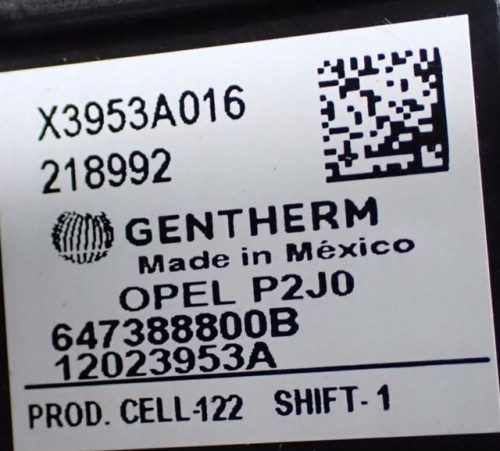 X3953A016
218992
GENTHERM
Made in México
OPEL P2J0
647388800B
12023953A
PROD. CELL-122 SHIFT-1